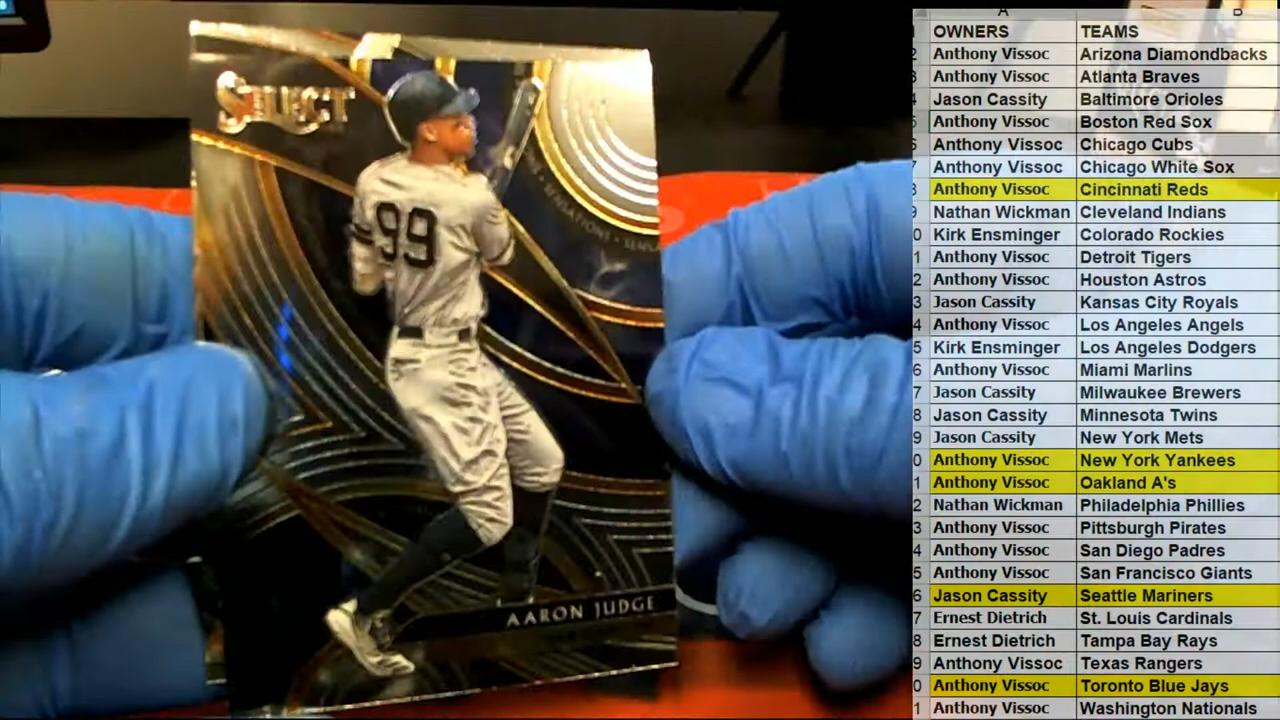 SELECT
99
SENSATIONS
AARON JUDGE
A B
OWNERS TEAMS
Anthony Vissoc Arizona Diamondbacks
Anthony Vissoc Atlanta Braves
Jason Cassity Baltimore Orioles
Anthony Vissoc Boston Red Sox
Anthony Vissoc Chicago Cubs
Anthony Vissoc Chicago White Sox
Anthony Vissoc Cincinnati Reds
Nathan Wickman Cleveland Indians
Kirk Ensminger Colorado Rockies
Anthony Vissoc Detroit Tigers
Anthony Vissoc Houston Astros
Jason Cassity Kansas City Royals
Anthony Vissoc Los Angeles Angels
Kirk Ensminger Los Angeles Dodgers
Anthony Vissoc Miami Marlins
Jason Cassity Milwaukee Brewers
Jason Cassity Minnesota Twins
Jason Cassity New York Mets
Anthony Vissoc New York Yankees
Anthony Vissoc Oakland A's
Nathan Wickman Philadelphia Phillies
Anthony Vissoc Pittsburgh Pirates
Anthony Vissoc San Diego Padres
Anthony Vissoc San Francisco Giants
Jason Cassity Seattle Mariners
Ernest Dietrich St. Louis Cardinals
Ernest Dietrich Tampa Bay Rays
Anthony Vissoc Texas Rangers
Anthony Vissoc Toronto Blue Jays
Anthony Vissoc Washington Nationals